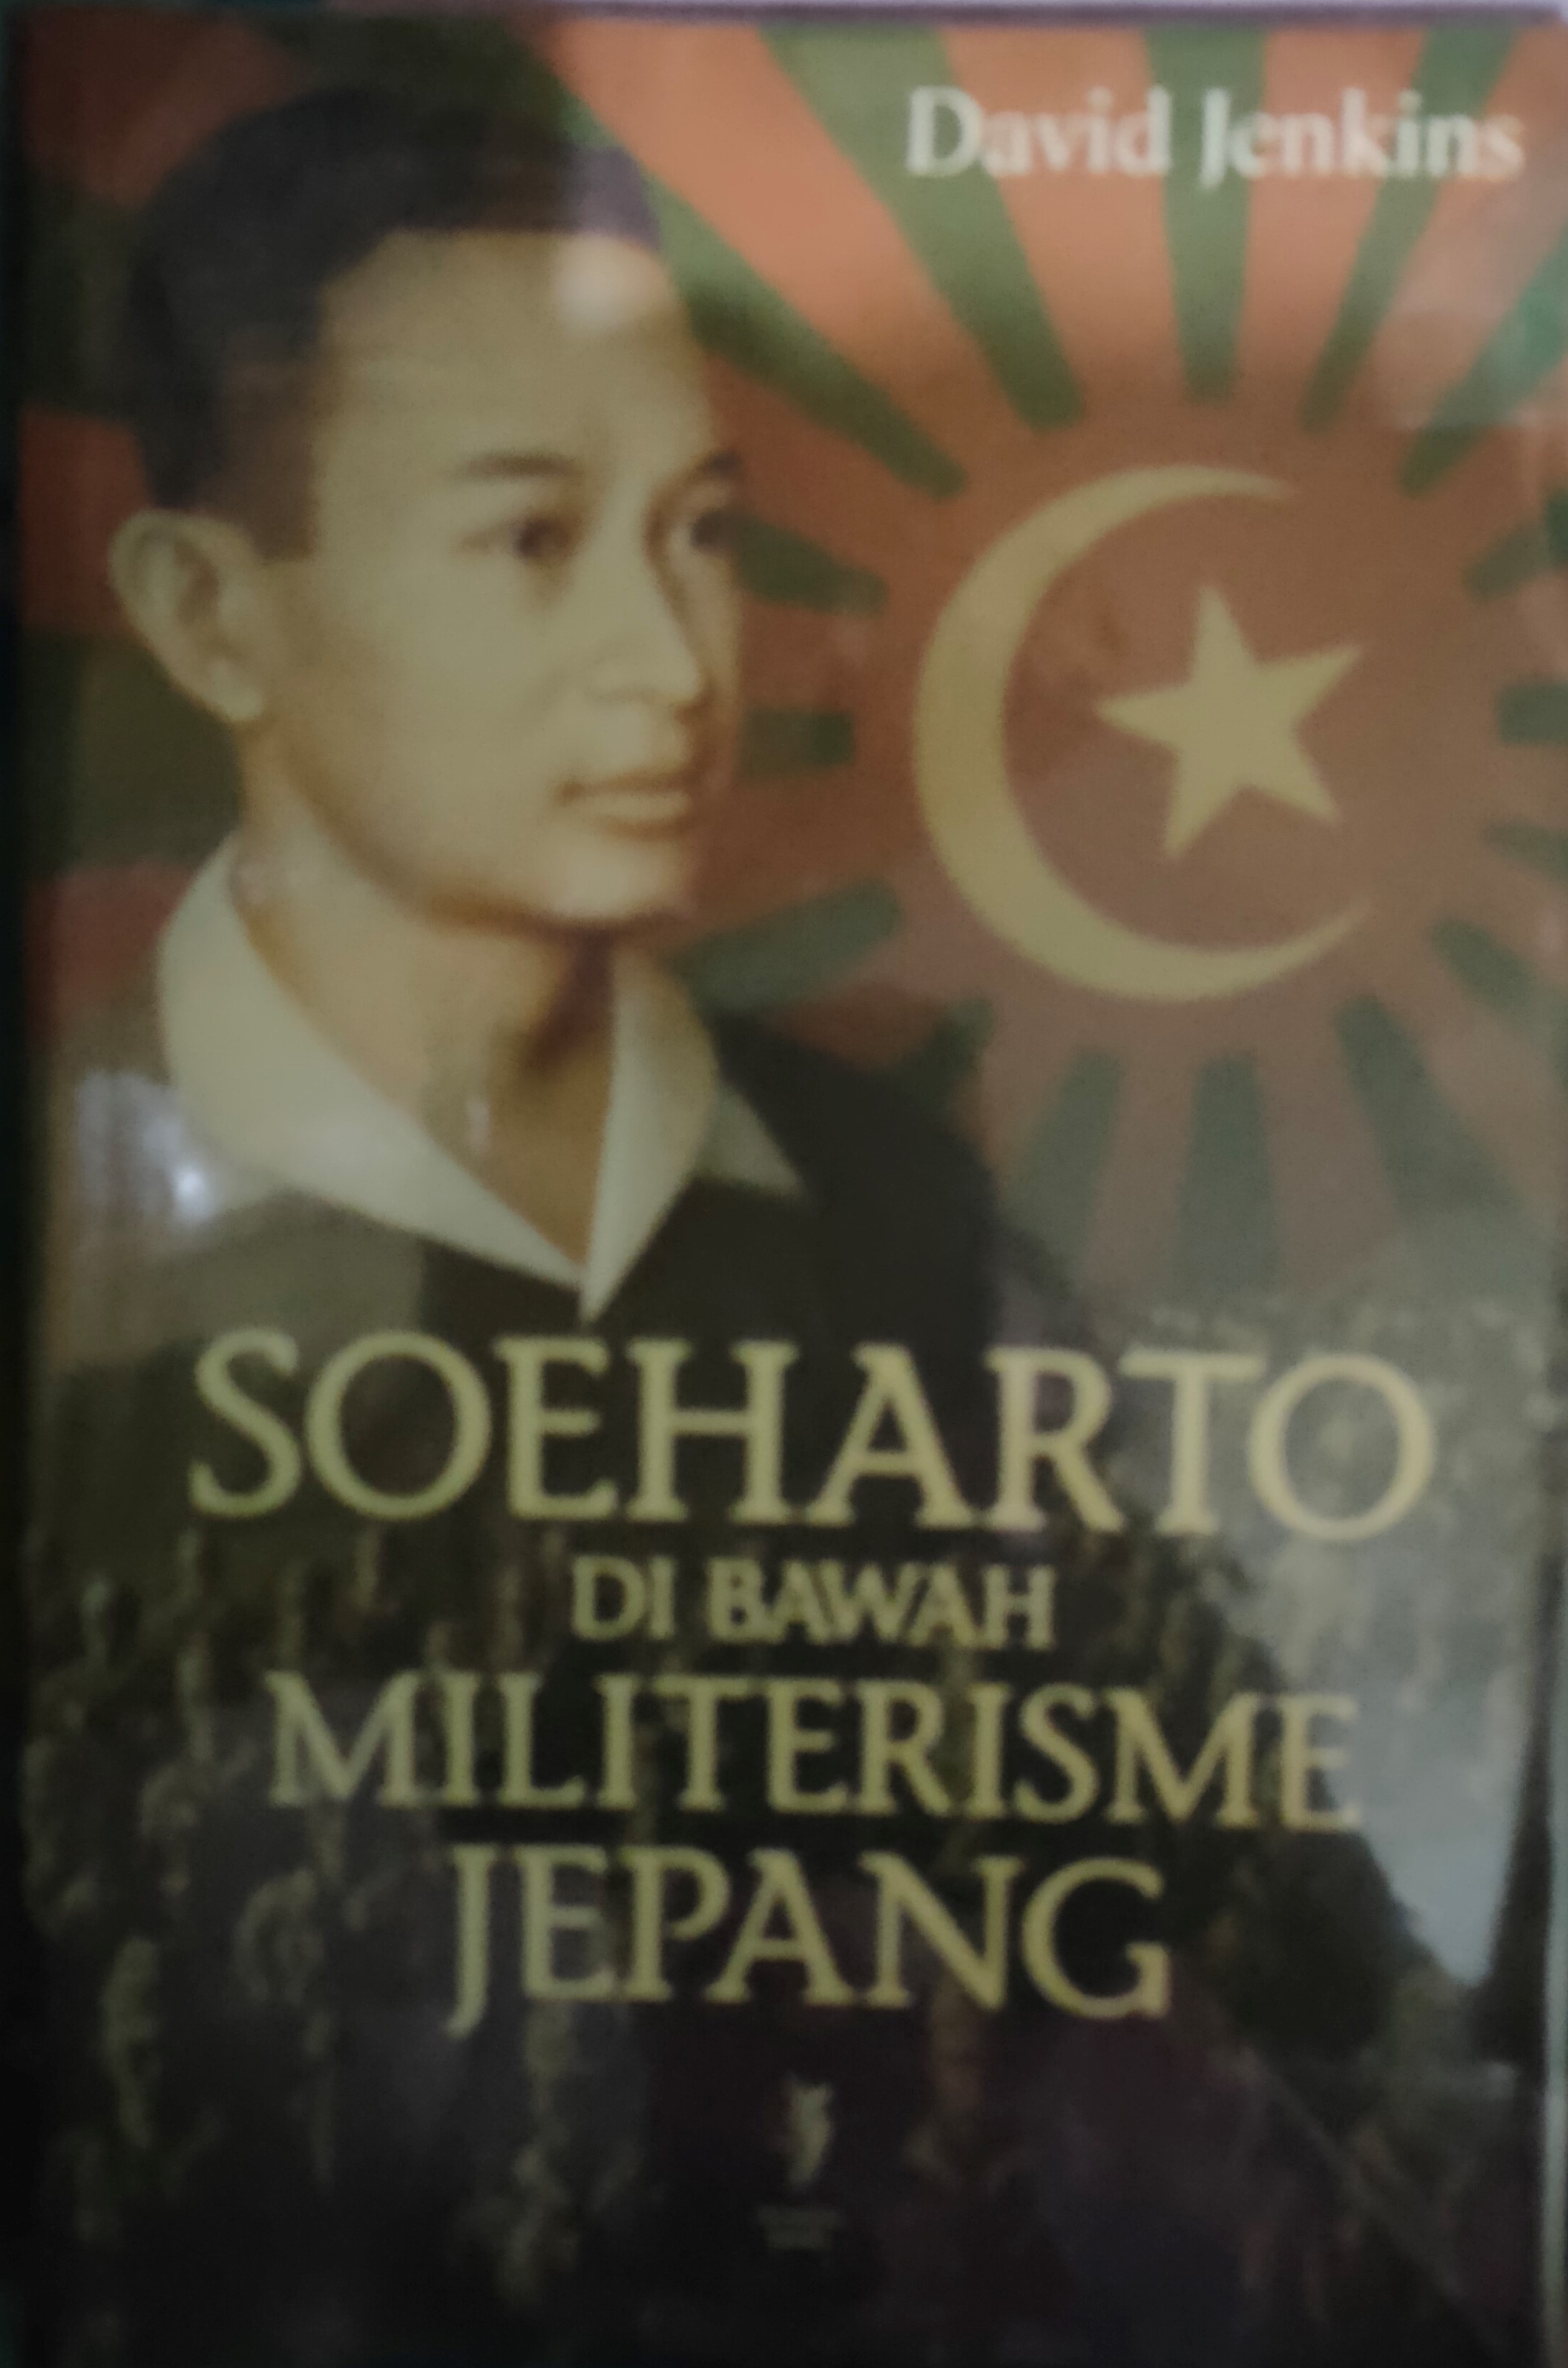 David Jenkins
SOEHARTO
DI BAWAH
MILITERISME
JEPANG